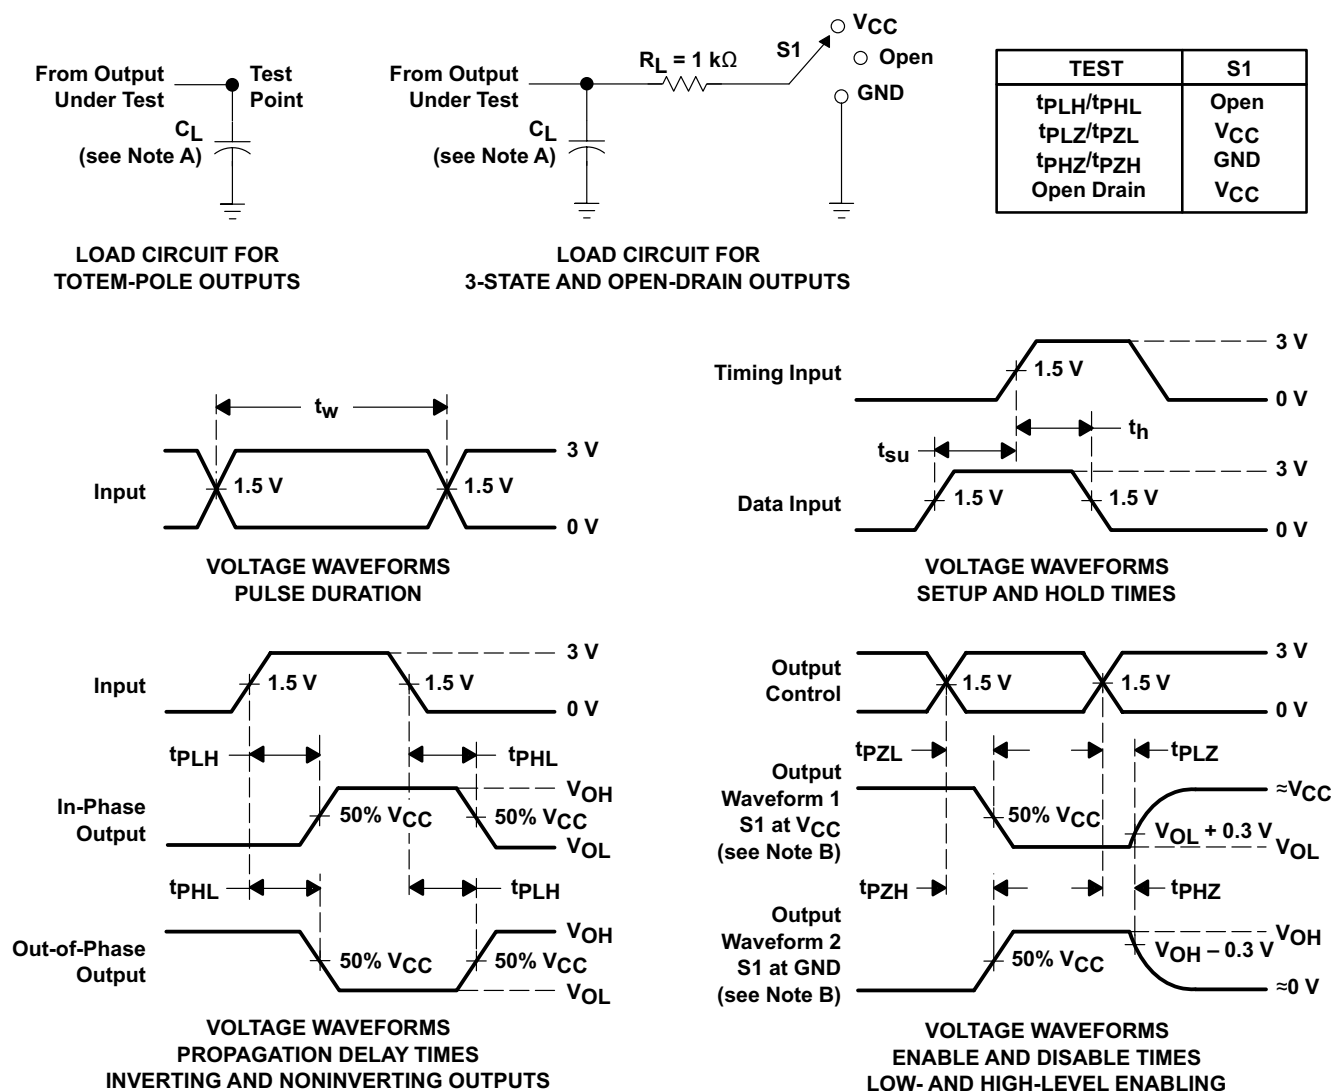 From Output
Under Test
Test
Point
CL
(see Note A)
LOAD CIRCUIT FOR
TOTEM-POLE OUTPUTS
From Output
Under Test
RL = 1 kΩ
S1
VCC
Open
GND
CL
(see Note A)
LOAD CIRCUIT FOR
3-STATE AND OPEN-DRAIN OUTPUTS
TEST S1
tPLH/tPHL Open
tPLZ/tPZL VCC
tPHZ/tPZH GND
Open Drain VCC
tw
Input
1.5 V
1.5 V
3 V
0 V
VOLTAGE WAVEFORMS
PULSE DURATION
Timing Input
1.5 V
3 V
0 V
th
tsu
Data Input
1.5 V
1.5 V
3 V
0 V
VOLTAGE WAVEFORMS
SETUP AND HOLD TIMES
Input
1.5 V
1.5 V
3 V
0 V
tPLH
tPHL
In-Phase
Output
50% VCC
50% VCC
VOH
VOL
tPHL
tPLH
Out-of-Phase
Output
50% VCC
50% VCC
VOH
VOL
VOLTAGE WAVEFORMS
PROPAGATION DELAY TIMES
INVERTING AND NONINVERTING OUTPUTS
Output
Control
1.5 V
1.5 V
3 V
0 V
tPZL
tPLZ
Output
Waveform 1
S1 at VCC
(see Note B)
50% VCC
≈VCC
VOL + 0.3 V
VOL
tPZH
tPHZ
Output
Waveform 2
S1 at GND
(see Note B)
50% VCC
VOH
VOH – 0.3 V
≈0 V
VOLTAGE WAVEFORMS
ENABLE AND DISABLE TIMES
LOW- AND HIGH-LEVEL ENABLING